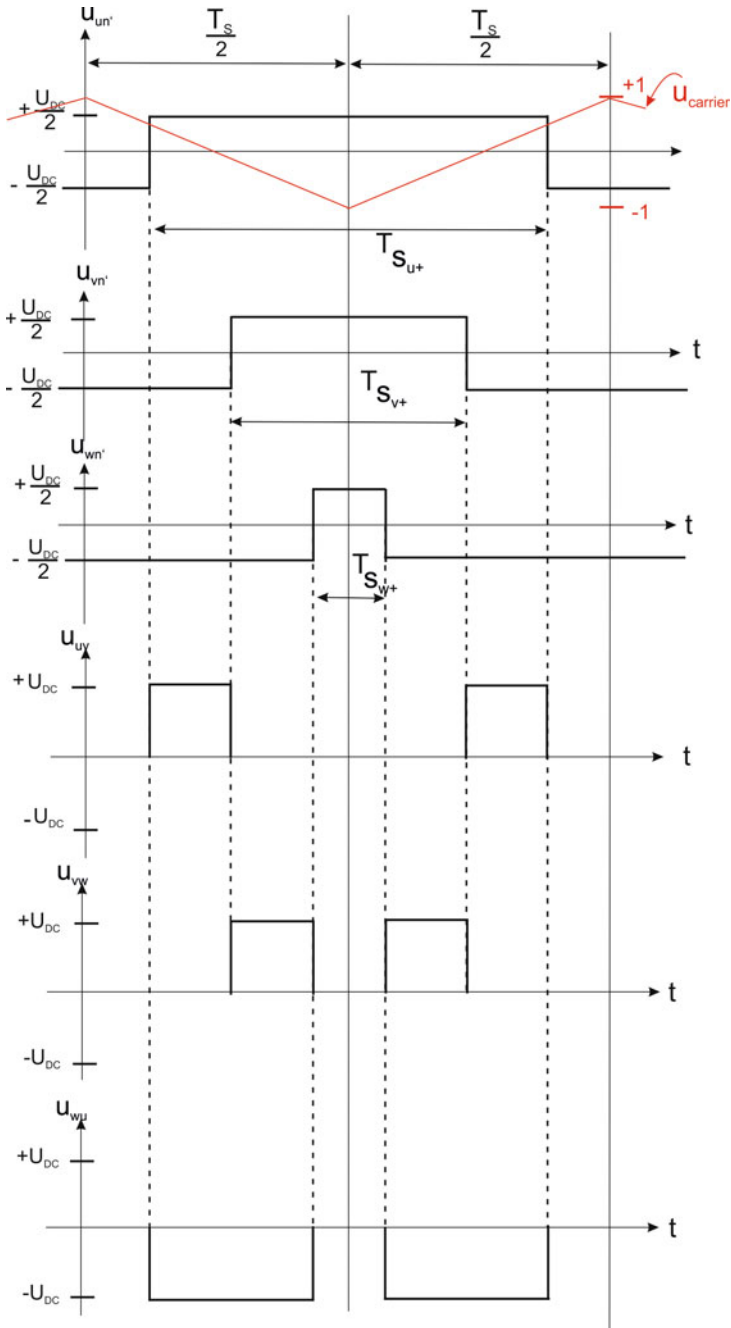 u_un'
T_S/2
T_S/2
+ U_DC/2
- U_DC/2
+1
u_carrier
-1
T_S_u+
u_vn'
+ U_DC/2
- U_DC/2
t
T_S_v+
u_wn'
+ U_DC/2
- U_DC/2
t
T_S_w+
u_uv
+U_DC
t
-U_DC
u_vw
+U_DC
t
-U_DC
u_wu
+U_DC
t
-U_DC